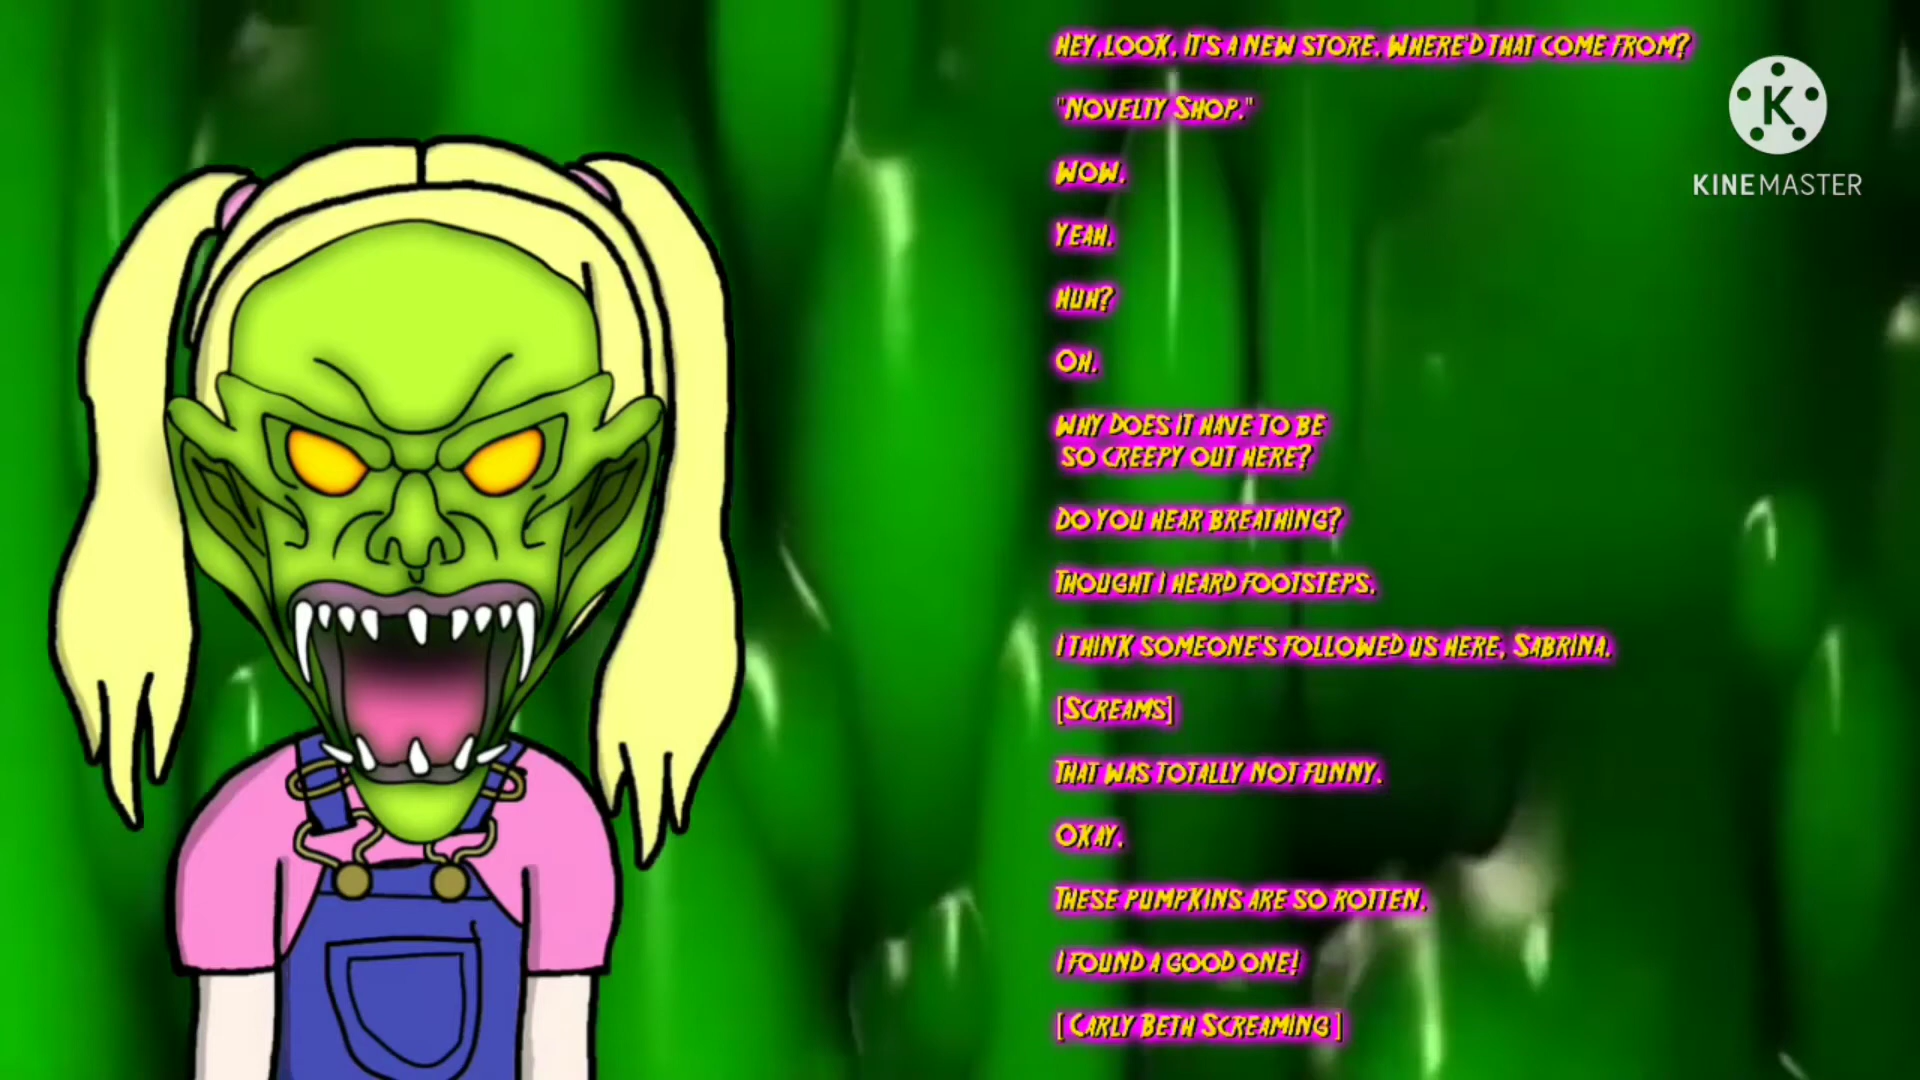 Hey, look, it's a new store. Where'd that come from?
"Novelty Shop."
Wow.
Yeah.
Huh?
Oh.
Why does it have to be
so creepy out here?
Do you hear breathing?
Thought I heard footsteps.
I think someone's followed us here, Sabrina.
[Screams]
That was totally not funny.
Okay.
These pumpkins are so rotten.
I found a good one!
[ Carly Beth Screaming ]
K
KINEMASTER